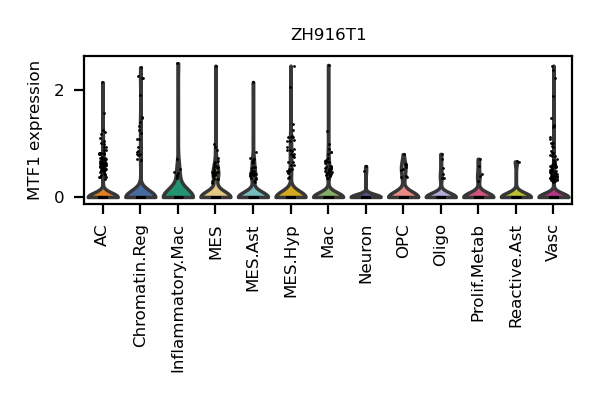 ZH916T1
MTF1 expression
2
0
AC
Chromatin.Reg
Inflammatory.Mac
MES
MES.Ast
MES.Hyp
Mac
Neuron
OPC
Oligo
Prolif.Metab
Reactive.Ast
Vasc